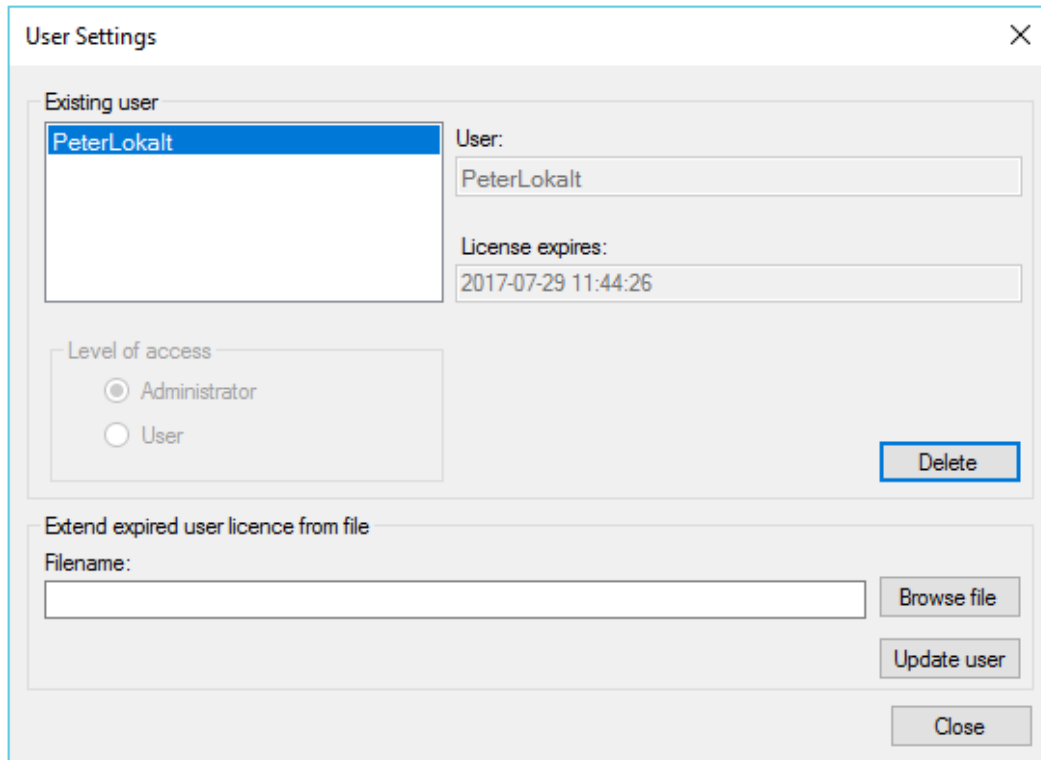 User Settings
Existing user
PeterLokalt
User:
PeterLokalt
License expires:
2017-07-29 11:44:26
Level of access
Administrator
User
Delete
Extend expired user licence from file
Filename:
Browse file
Update user
Close